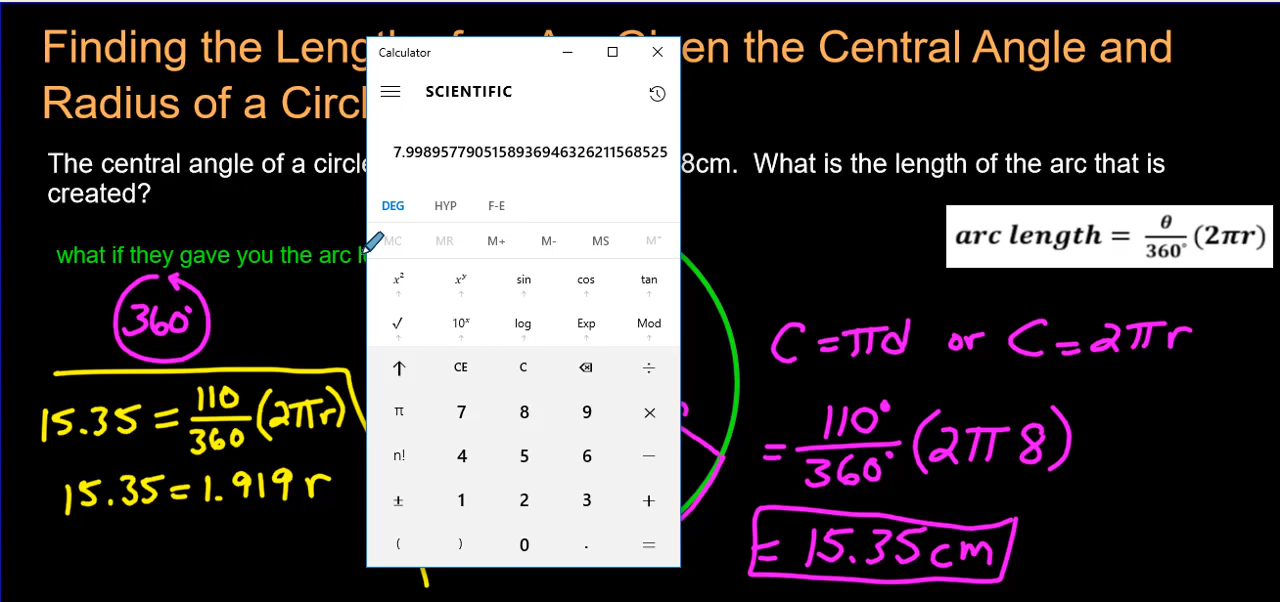 Finding the Leng Given the Central Angle and
Radius of a Circl
The central angle of a circle 8cm. What is the length of the arc that is
created?
what if they gave you the arc l
arc length = θ/360° (2πr)
360°
15.35 = 110/360 (2πr)
15.35 = 1.919 r
Calculator
SCIENTIFIC
7.9989577905158936946326211568525
DEG HYP F-E
MC MR M+ M- MS M˅
x² xʸ sin cos tan
√ 10ˣ log Exp Mod
↑ CE C ⌫ ÷
π 7 8 9 ×
n! 4 5 6 −
± 1 2 3 +
( ) 0 . =
C = πd or C = 2πr
= 110°/360° (2π 8)
= 15.35 cm